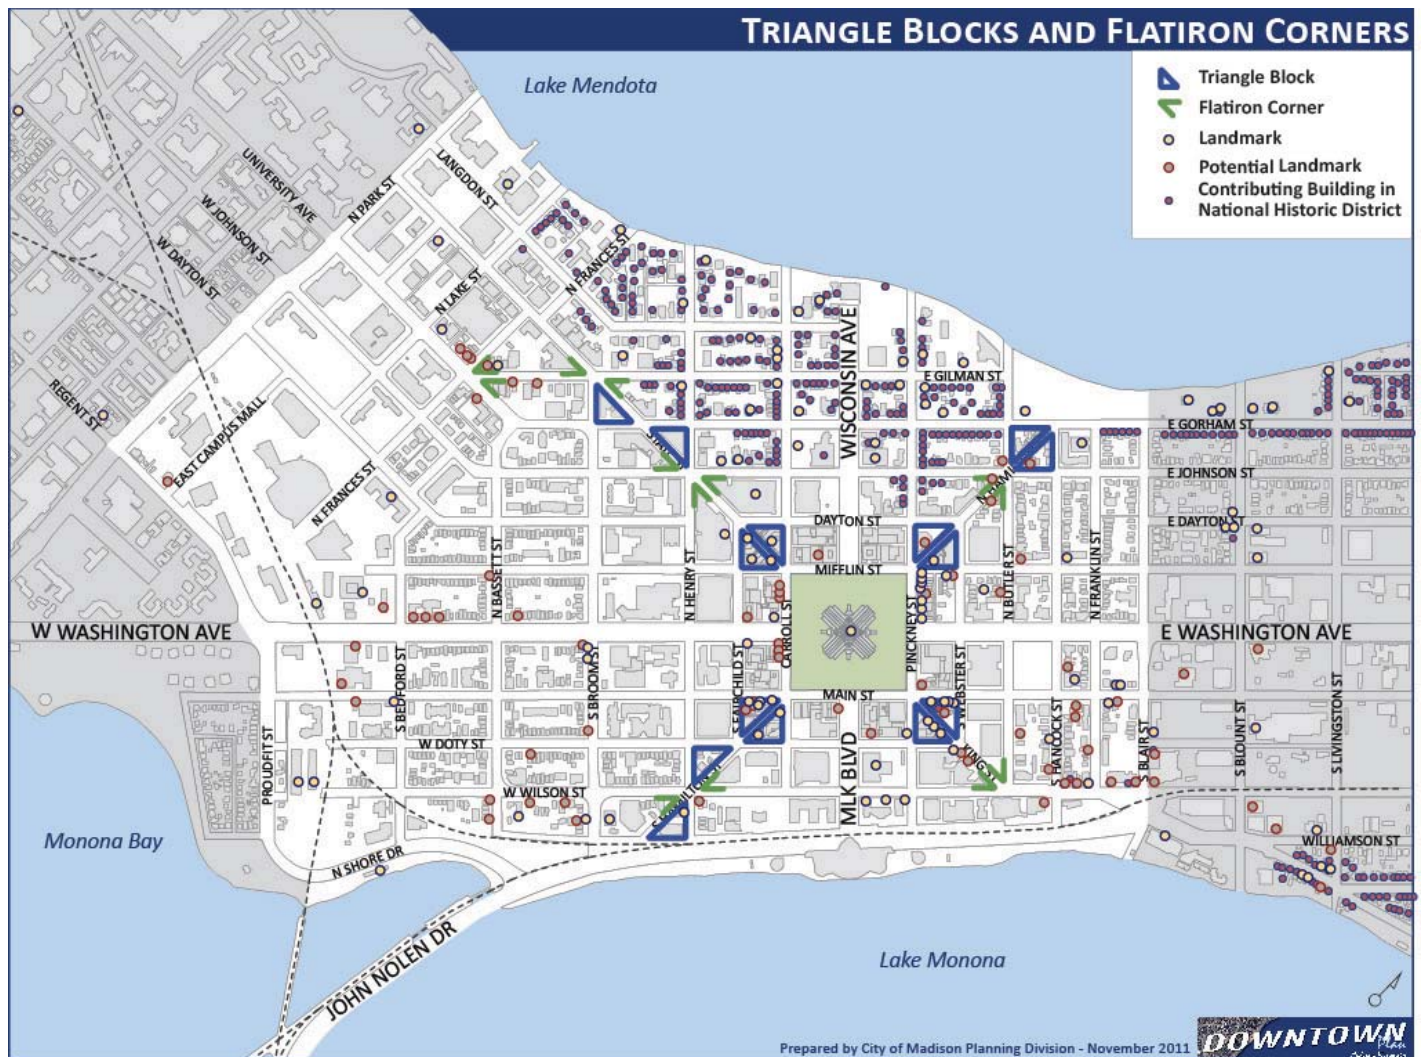 TRIANGLE BLOCKS AND FLATIRON CORNERS
Triangle Block
Flatiron Corner
Landmark
Potential Landmark
Contributing Building in
National Historic District
Lake Mendota
UNIVERSITY AVE
W JOHNSON ST
W DAYTON ST
N PARK ST
LANGDON ST
N LAKE ST
N FRANCES ST
WISCONSIN AVE
E GILMAN ST
REGENT ST
EAST CAMPUS MALL
N FRANCES ST
E GORHAM ST
E JOHNSON ST
E DAYTON ST
DAYTON ST
MIFFLIN ST
N BASSETT ST
N HENRY ST
N BUTLER ST
N FRANKLIN ST
W WASHINGTON AVE
E WASHINGTON AVE
CARROLL ST
PINCKNEY ST
S BEDFORD ST
S BROOM ST
S FAIRCHILD ST
S WEBSTER ST
MAIN ST
PROUDFIT ST
W DOTY ST
MLK BLVD
KING ST
S HANCOCK ST
S BLAIR ST
S BLOUNT ST
S LIVINGSTON ST
W WILSON ST
S HAMILTON ST
Monona Bay
N SHORE DR
WILLIAMSON ST
JOHN NOLEN DR
Lake Monona
Prepared by City of Madison Planning Division - November 2011
DOWNTOWN
Plan